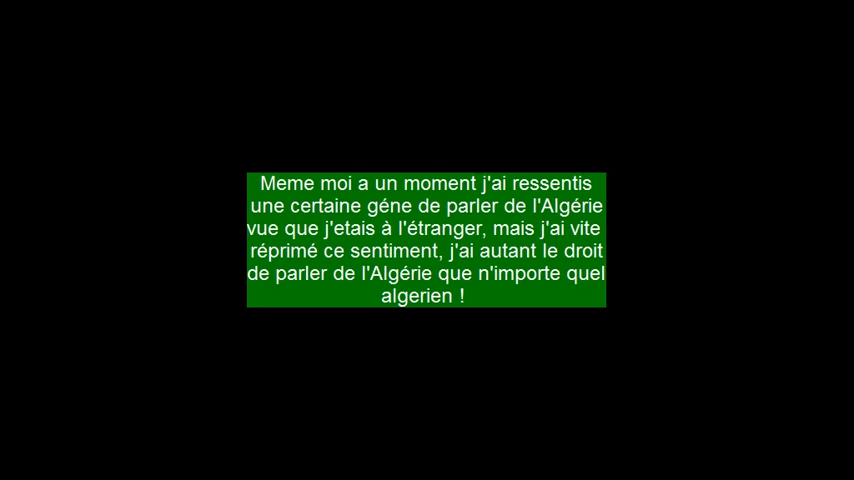 Meme moi a un moment j'ai ressentis
une certaine géne de parler de l'Algérie
vue que j'etais à l'étranger, mais j'ai vite
réprimé ce sentiment, j'ai autant le droit
de parler de l'Algérie que n'importe quel
algerien !